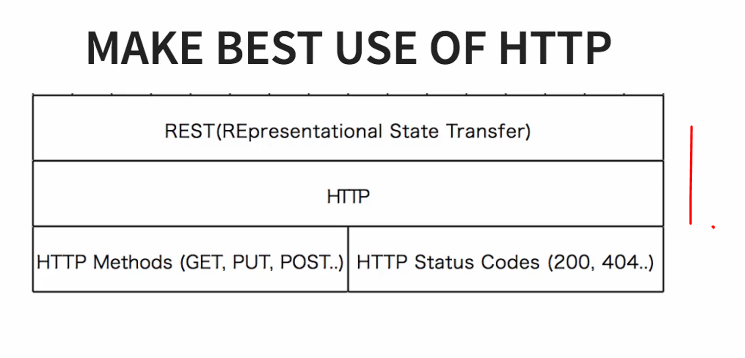 MAKE BEST USE OF HTTP
REST(REpresentational State Transfer)
HTTP
HTTP Methods (GET, PUT, POST..)
HTTP Status Codes (200, 404..)